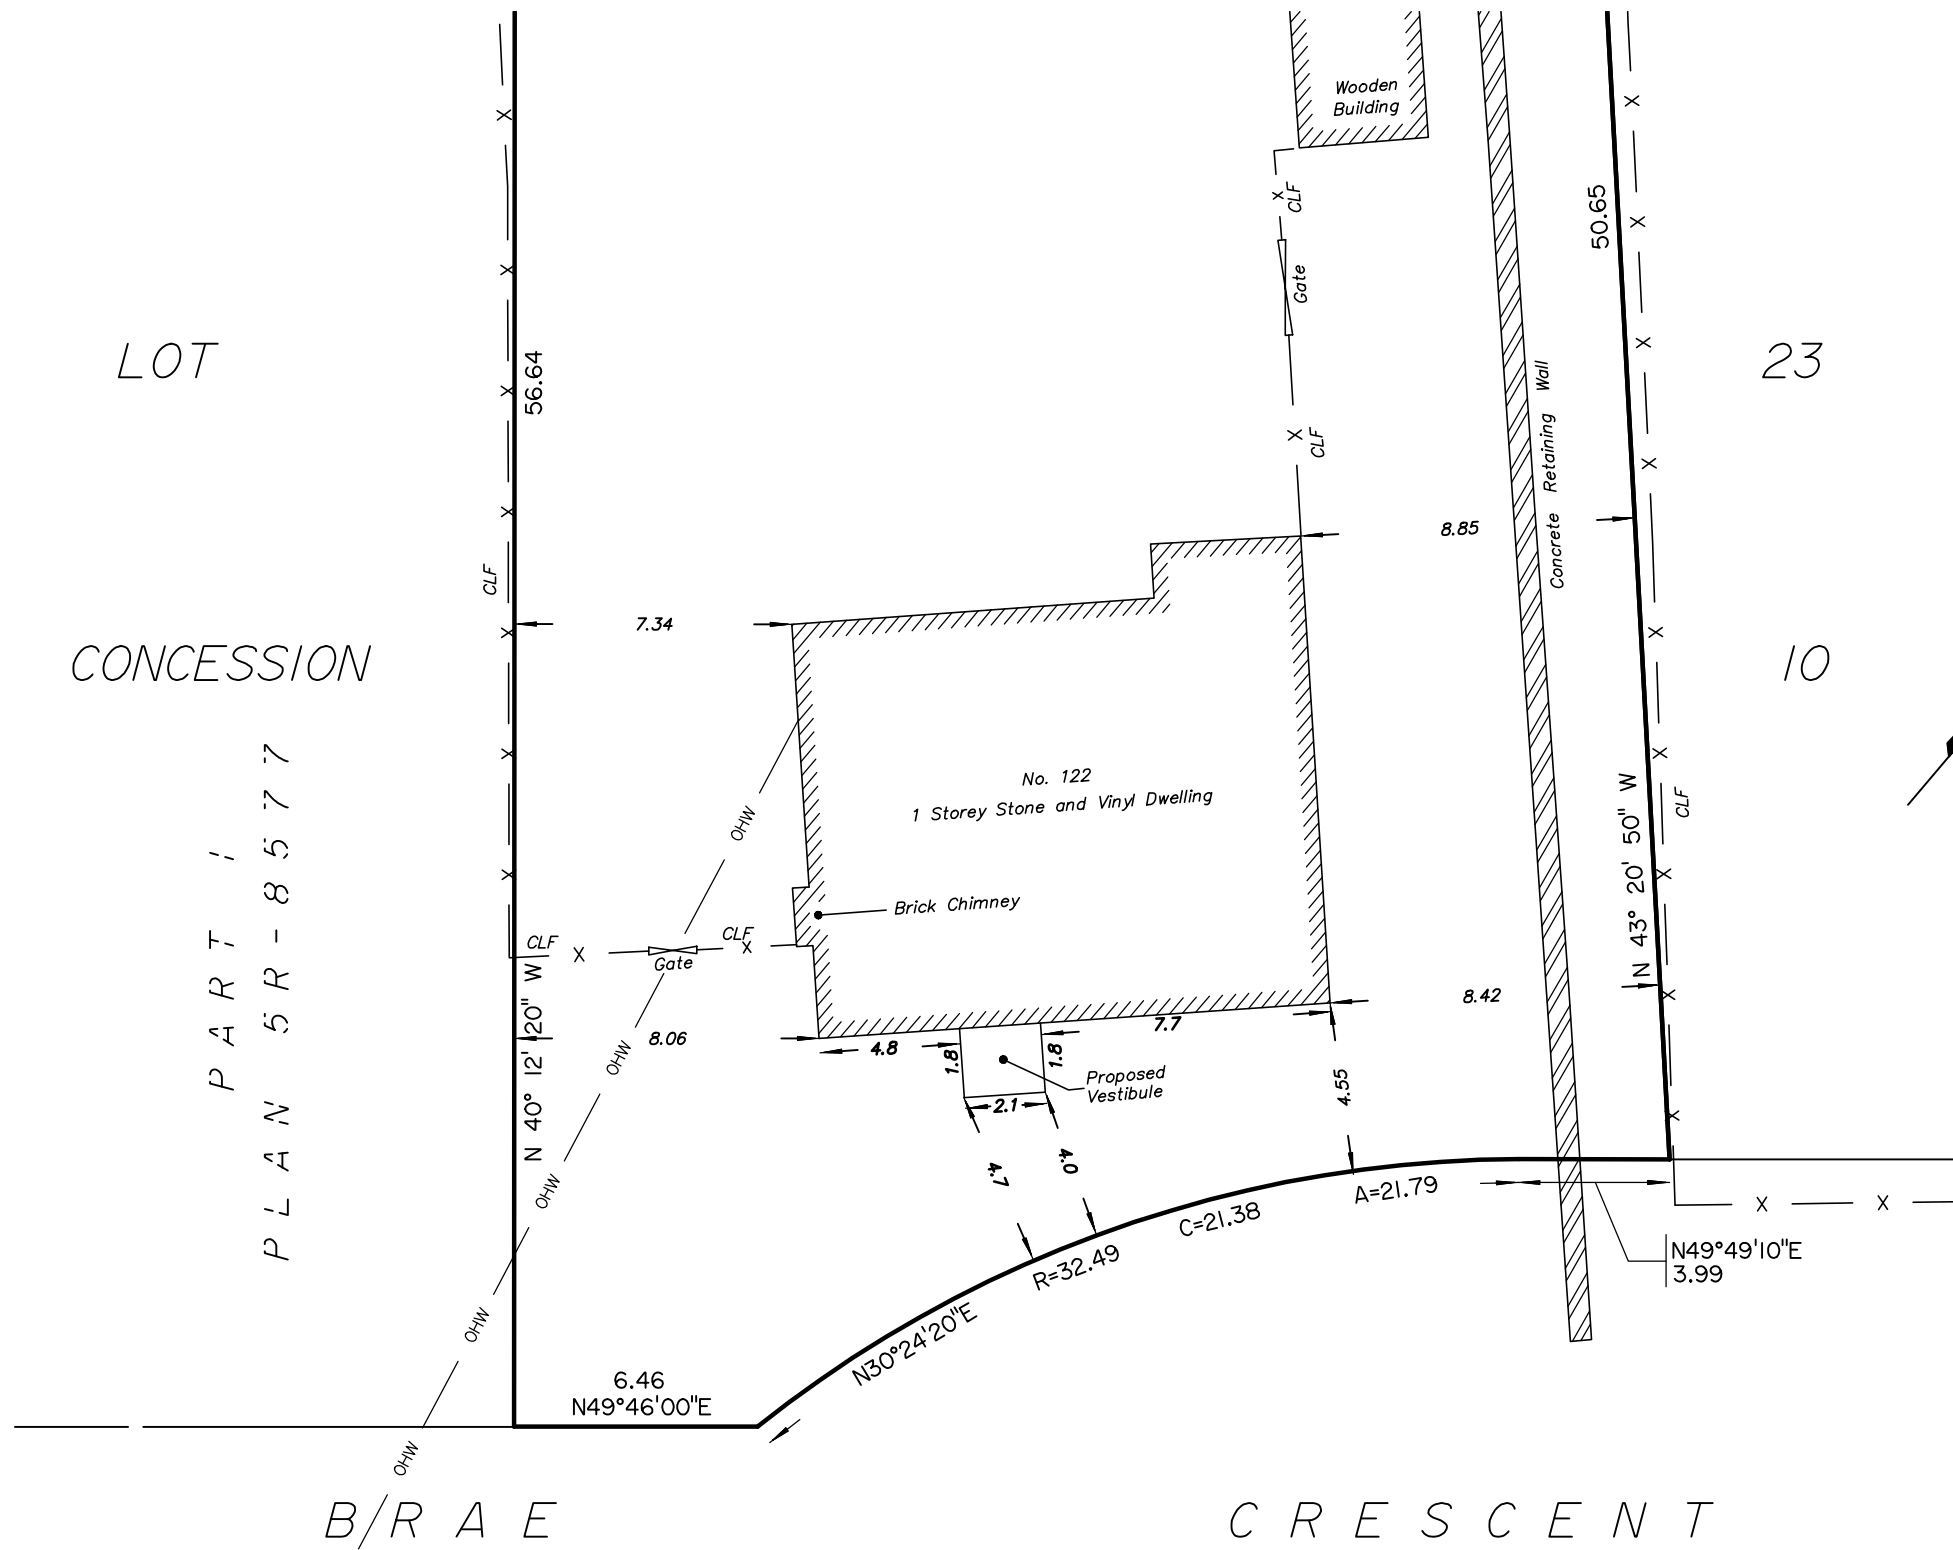 Wooden
Building
CLF
50.65
Gate
LOT
23
56.64
CLF
Concrete Retaining Wall
8.85
CLF
7.34
CONCESSION
10
No. 122
1 Storey Stone and Vinyl Dwelling
OHW
CLF
PART 1
PLAN 5R-8577
Brick Chimney
CLF
CLF
Gate
N 43° 20' 50" W
8.42
N 40° 12' 20" W
8.06
OHW
4.8
7.7
1.8
1.8
Proposed
Vestibule
2.1
4.55
4.7
4.0
OHW
A=21.79
C=21.38
R=32.49
N30°24'20"E
N49°49'10"E
3.99
OHW
6.46
N49°46'00"E
OHW
BRAE CRESCENT